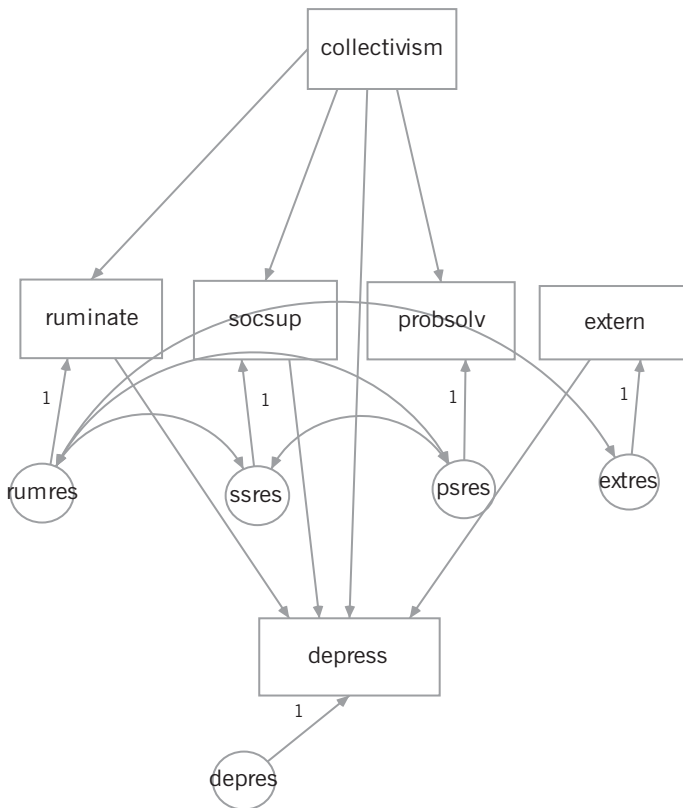 collectivism
ruminate
socsup
probsolv
extern
1
1
1
1
rumres
ssres
psres
extres
depress
1
depres